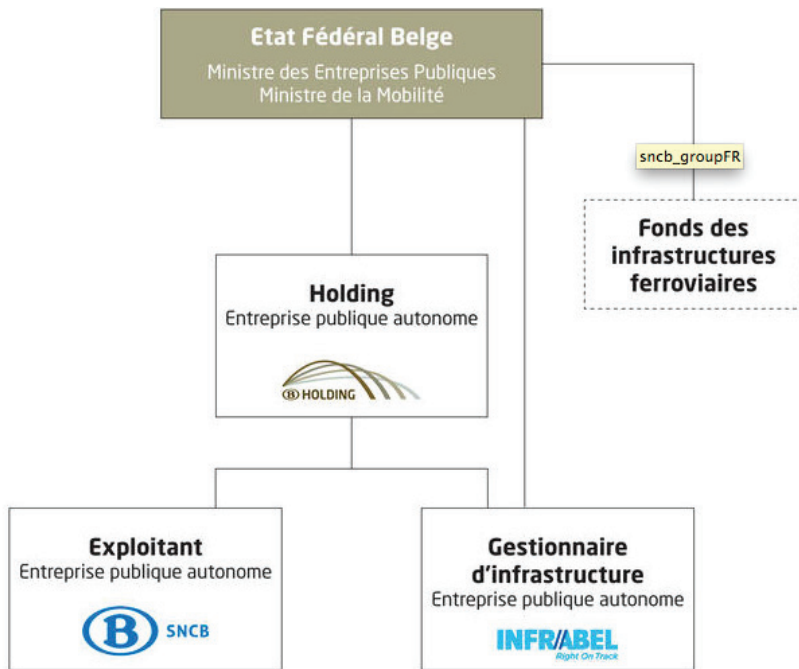 Etat Fédéral Belge
Ministre des Entreprises Publiques
Ministre de la Mobilité
sncb_groupFR
Fonds des
infrastructures
ferroviaires
Holding
Entreprise publique autonome
B HOLDING
Exploitant
Entreprise publique autonome
B SNCB
Gestionnaire
d'infrastructure
Entreprise publique autonome
INFRABEL
Right On Track